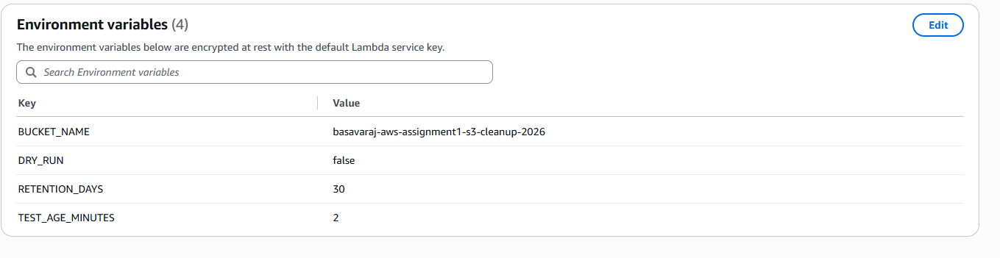 Environment variables (4)
Edit
The environment variables below are encrypted at rest with the default Lambda service key.
Search Environment variables
Key Value
BUCKET_NAME basavaraj-aws-assignment1-s3-cleanup-2026
DRY_RUN false
RETENTION_DAYS 30
TEST_AGE_MINUTES 2